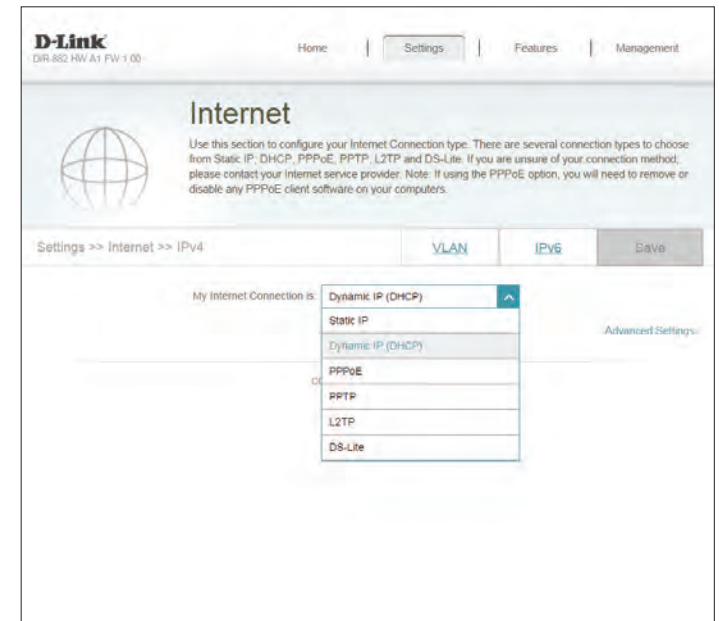 D-Link
DIR-882 HW A1 FW 1.00
Home | Settings | Features | Management
Internet
Use this section to configure your Internet Connection type. There are several connection types to choose
from Static IP, DHCP, PPPoE, PPTP, L2TP and DS-Lite. If you are unsure of your connection method,
please contact your Internet service provider. Note: If using the PPPoE option, you will need to remove or
disable any PPPoE client software on your computers.
Settings >> Internet >> IPv4 VLAN IPv6 Save
My Internet Connection is: Dynamic IP (DHCP)
Static IP
Advanced Settings...
Dynamic IP (DHCP)
PPPoE
PPTP
L2TP
DS-Lite